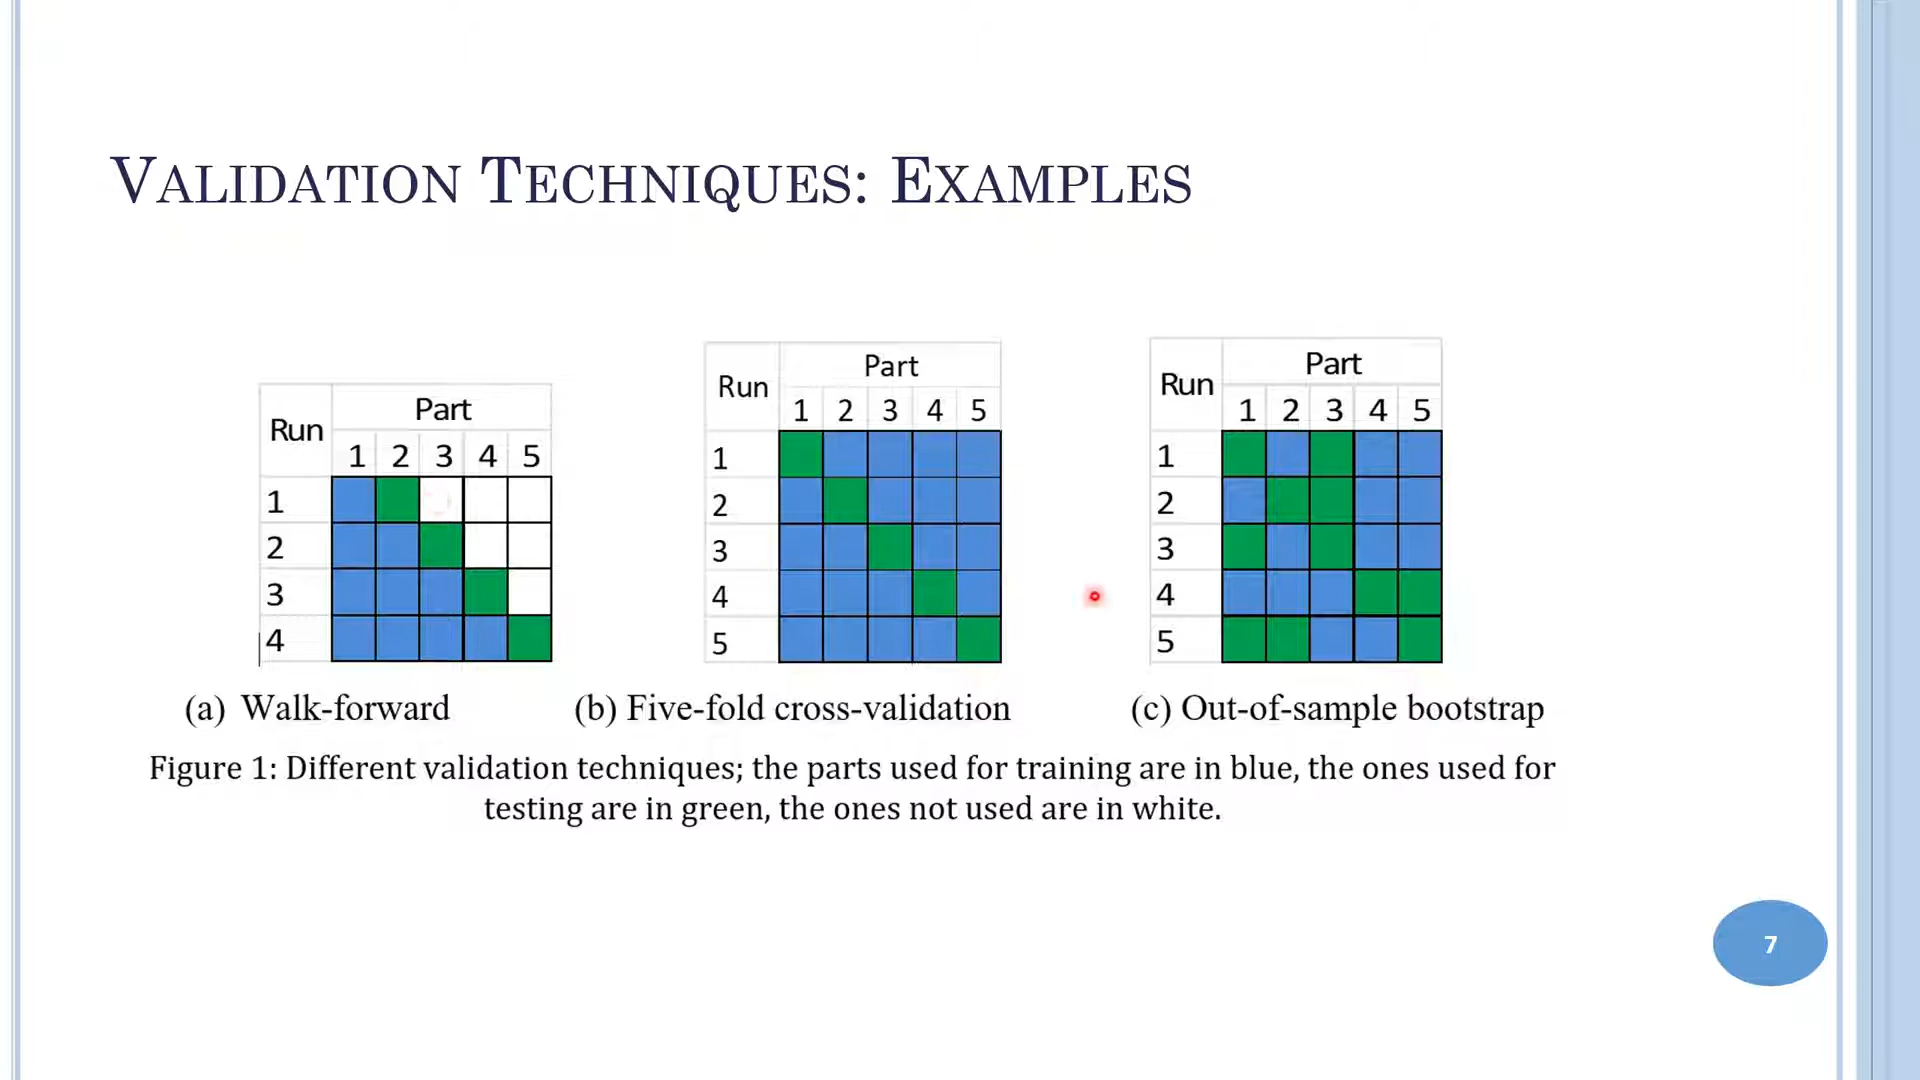 VALIDATION TECHNIQUES: EXAMPLES
Run Part
1 2 3 4 5
1
2
3
4
(a) Walk-forward
Run Part
1 2 3 4 5
1
2
3
4
5
(b) Five-fold cross-validation
Run Part
1 2 3 4 5
1
2
3
4
5
(c) Out-of-sample bootstrap
Figure 1: Different validation techniques; the parts used for training are in blue, the ones used for
testing are in green, the ones not used are in white.
7